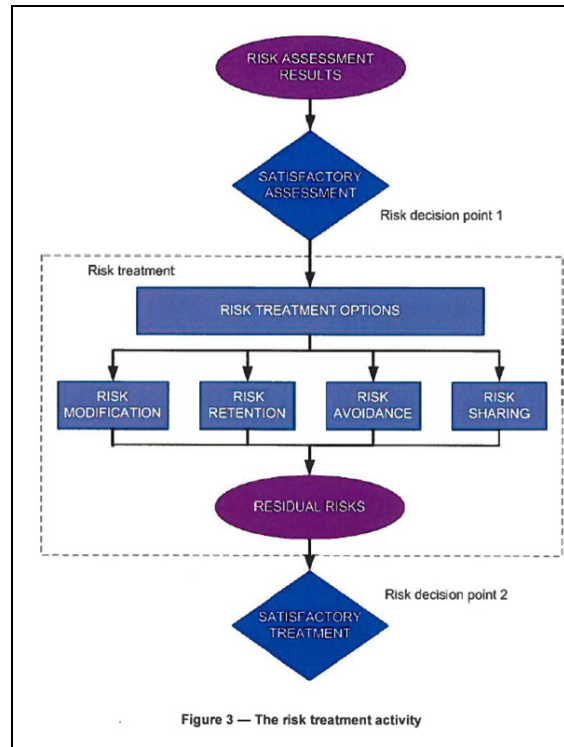 RISK ASSESSMENT
RESULTS
SATISFACTORY
ASSESSMENT
Risk decision point 1
Risk treatment
RISK TREATMENT OPTIONS
RISK
MODIFICATION
RISK
RETENTION
RISK
AVOIDANCE
RISK
SHARING
RESIDUAL RISKS
Risk decision point 2
SATISFACTORY
TREATMENT
Figure 3 — The risk treatment activity